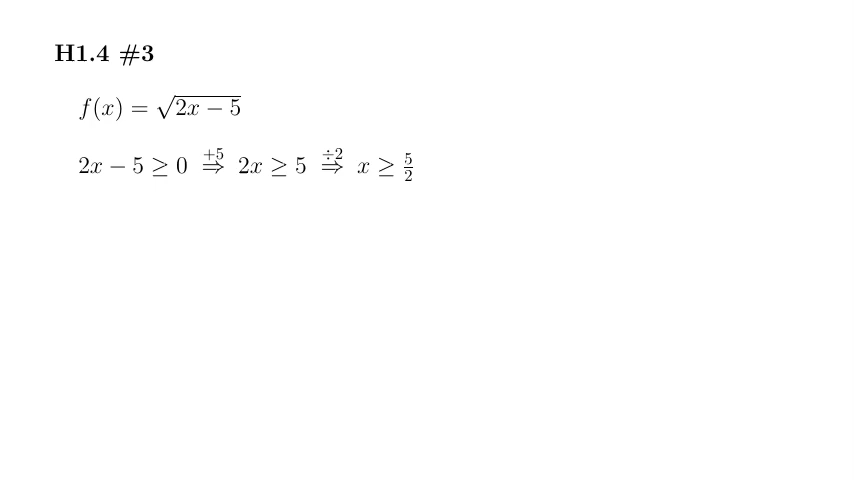 H1.4 #3
f(x) = √(2x − 5)
2x − 5 ≥ 0 +5⇒ 2x ≥ 5 ÷2⇒ x ≥ 5/2